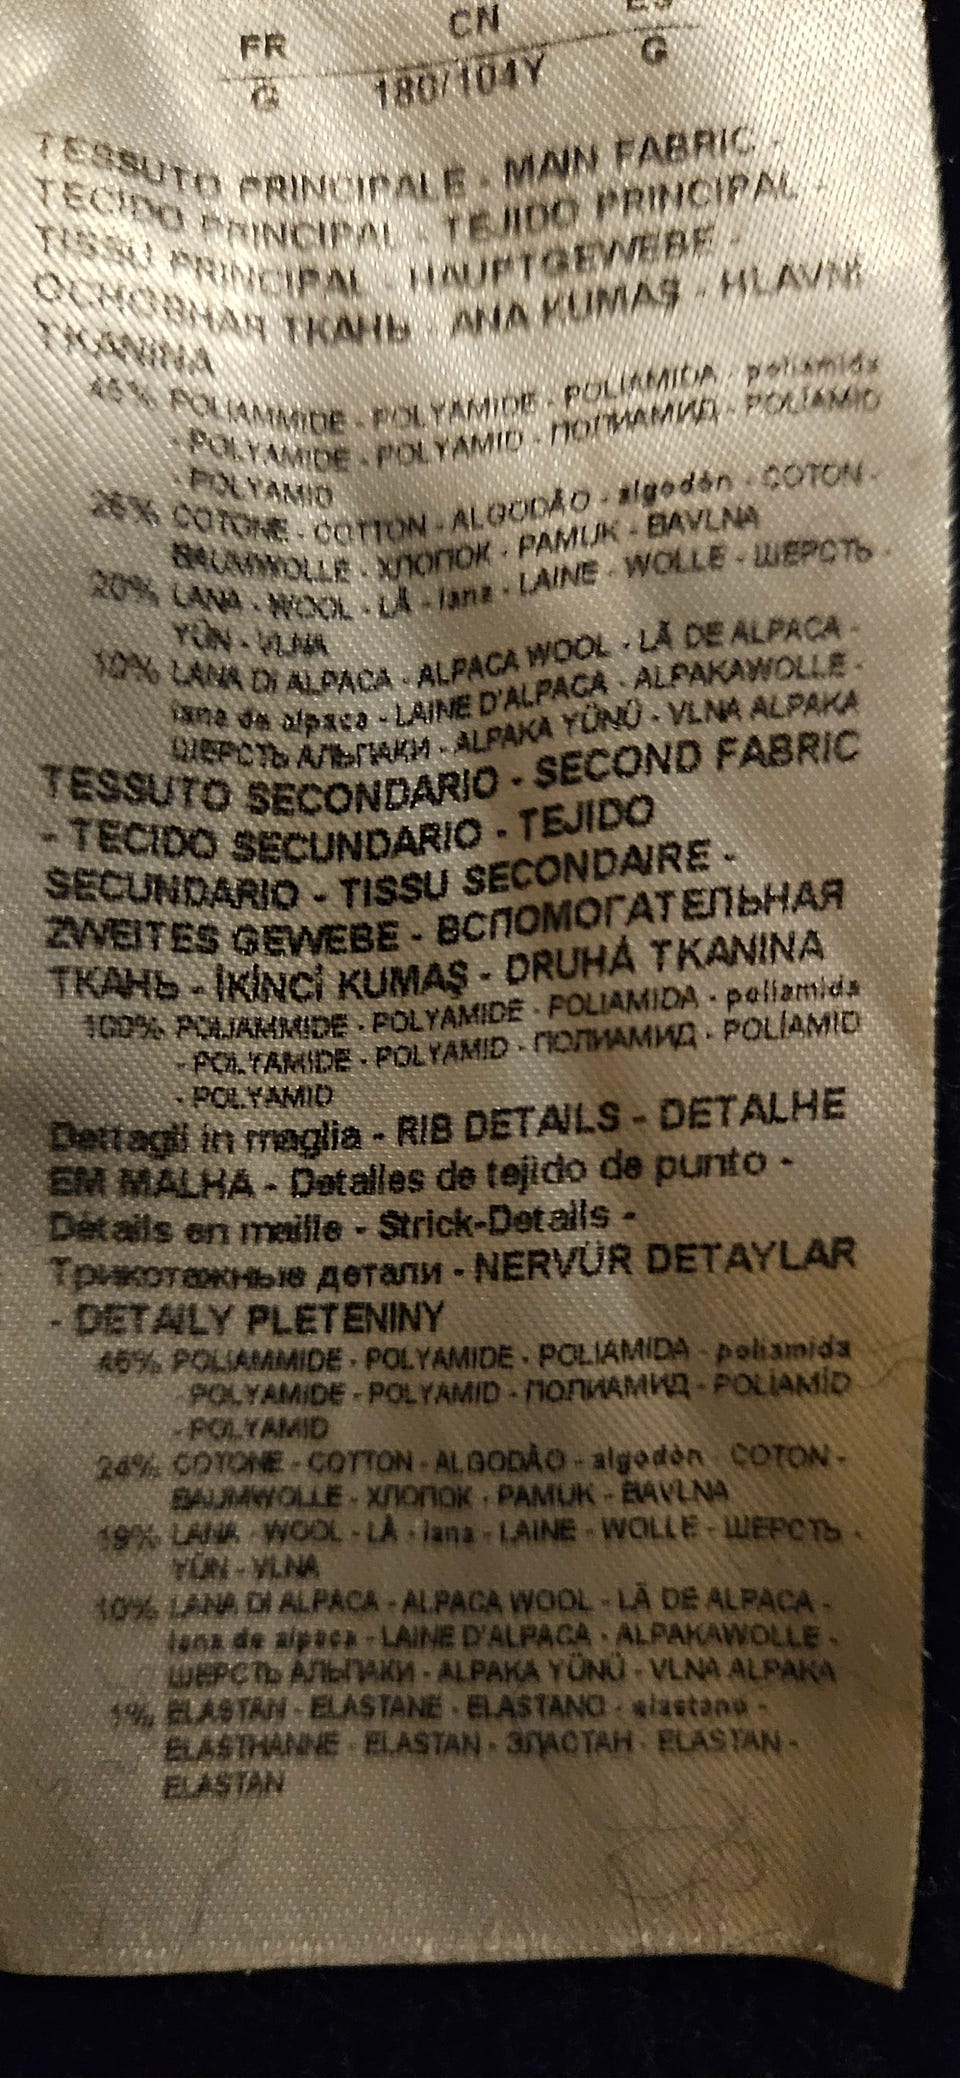 FR CN ES
G 180/104Y G
TESSUTO PRINCIPALE - MAIN FABRIC -
TECIDO PRINCIPAL - TEJIDO PRINCIPAL -
TISSU PRINCIPAL - HAUPTGEWEBE -
ОСНОВНАЯ ТКАНЬ - ANA KUMAŞ - HLAVNÍ
TKANINA
45% POLIAMMIDE - POLYAMIDE - POLIAMIDA - poliamida
- POLYAMIDE - POLYAMID - ПОЛИАМИД - POLÍAMID
- POLYAMID
25% COTONE - COTTON - ALGODÃO - algodón - COTON -
BAUMWOLLE - ХЛОПОК - PAMUK - BAVLNA
20% LANA - WOOL - LÃ - lana - LAINE - WOLLE - ШЕРСТЬ -
YÜN - VLNA
10% LANA DI ALPACA - ALPACA WOOL - LÃ DE ALPACA -
lana de alpaca - LAINE D'ALPACA - ALPAKAWOLLE -
ШЕРСТЬ АЛЬПАКИ - ALPAKA YÜNÜ - VLNA ALPAKA
TESSUTO SECONDARIO - SECOND FABRIC
- TECIDO SECUNDARIO - TEJIDO
SECUNDARIO - TISSU SECONDAIRE -
ZWEITES GEWEBE - ВСПОМОГАТЕЛЬНАЯ
ТКАНЬ - İKİNCİ KUMAŞ - DRUHÁ TKANINA
100% POLIAMMIDE - POLYAMIDE - POLIAMIDA - poliamida
- POLYAMIDE - POLYAMID - ПОЛИАМИД - POLÍAMID
- POLYAMID
Dettagli in maglia - RIB DETAILS - DETALHE
EM MALHA - Detalles de tejido de punto -
Détails en maille - Strick-Details -
Трикотажные детали - NERVÜR DETAYLAR
- DETAILY PLETENINY
46% POLIAMMIDE - POLYAMIDE - POLIAMIDA - poliamida
- POLYAMIDE - POLYAMID - ПОЛИАМИД - POLÍAMID
- POLYAMID
24% COTONE - COTTON - ALGODÃO - algodón - COTON -
BAUMWOLLE - ХЛОПОК - PAMUK - BAVLNA
19% LANA - WOOL - LÃ - lana - LAINE - WOLLE - ШЕРСТЬ -
YÜN - VLNA
10% LANA DI ALPACA - ALPACA WOOL - LÃ DE ALPACA -
lana de alpaca - LAINE D'ALPACA - ALPAKAWOLLE -
ШЕРСТЬ АЛЬПАКИ - ALPAKA YÜNÜ - VLNA ALPAKA
1% ELASTAN - ELASTANE - ELASTANO - elastano -
ELASTHANNE - ELASTAN - ЭЛАСТАН - ELASTAN -
ELASTAN